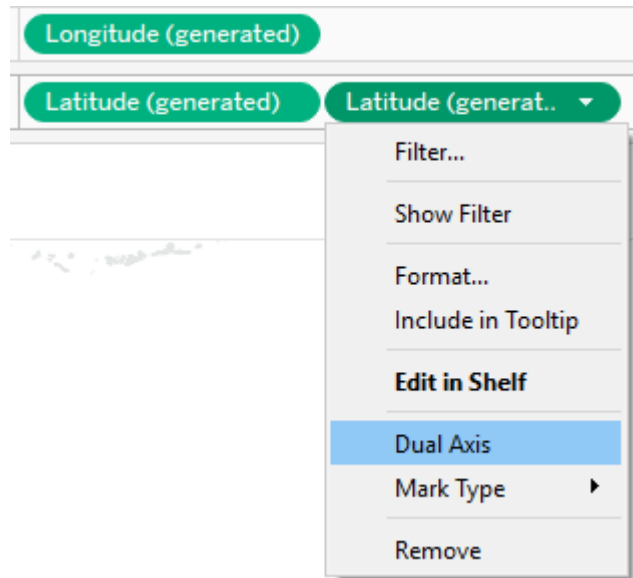 Longitude (generated)
Latitude (generated) Latitude (generat..
Filter...
Show Filter
Format...
Include in Tooltip
Edit in Shelf
Dual Axis
Mark Type
Remove